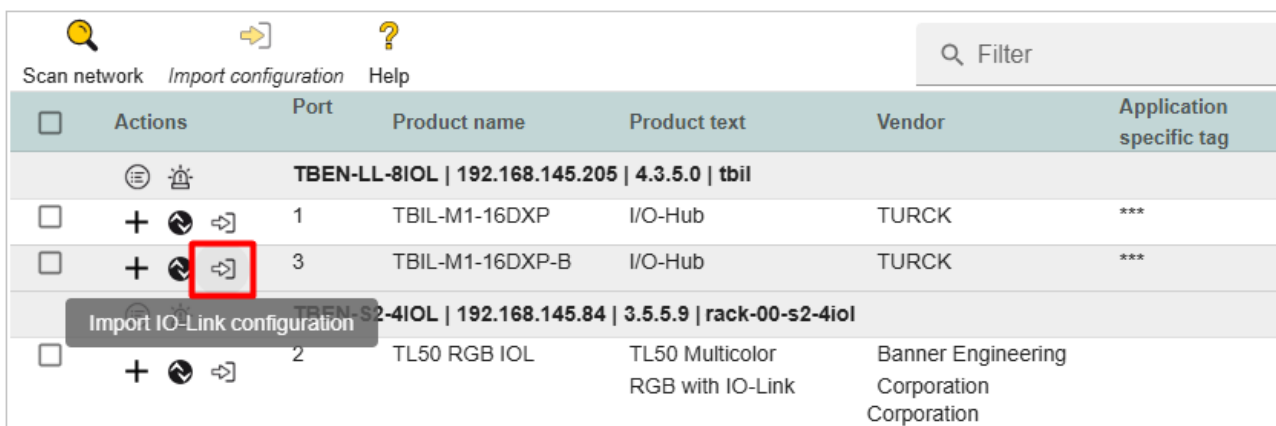 Filter
Scan network Import configuration Help
Actions Port Product name Product text Vendor Application
specific tag
TBEN-LL-8IOL | 192.168.145.205 | 4.3.5.0 | tbil
1 TBIL-M1-16DXP I/O-Hub TURCK ***
3 TBIL-M1-16DXP-B I/O-Hub TURCK ***
TBEN-S2-4IOL | 192.168.145.84 | 3.5.5.9 | rack-00-s2-4iol
Import IO-Link configuration
2 TL50 RGB IOL TL50 Multicolor Banner Engineering
RGB with IO-Link Corporation
Corporation